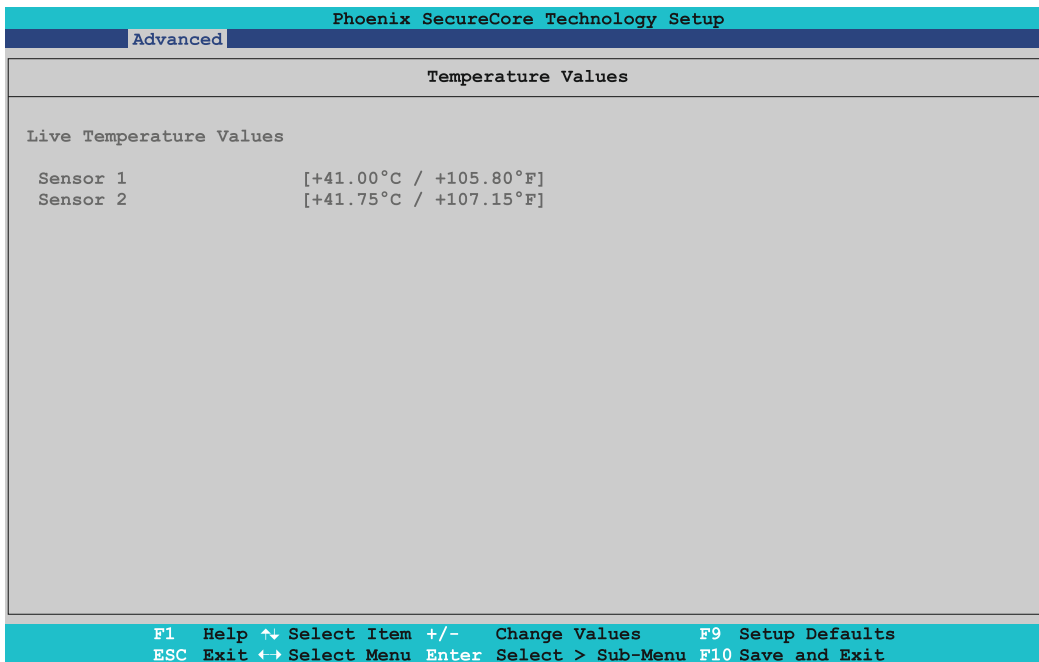 Phoenix SecureCore Technology Setup
Advanced
Temperature Values
Live Temperature Values
Sensor 1 [+41.00°C / +105.80°F]
Sensor 2 [+41.75°C / +107.15°F]
F1 Help ↑↓ Select Item +/- Change Values F9 Setup Defaults
ESC Exit ←→ Select Menu Enter Select > Sub-Menu F10 Save and Exit